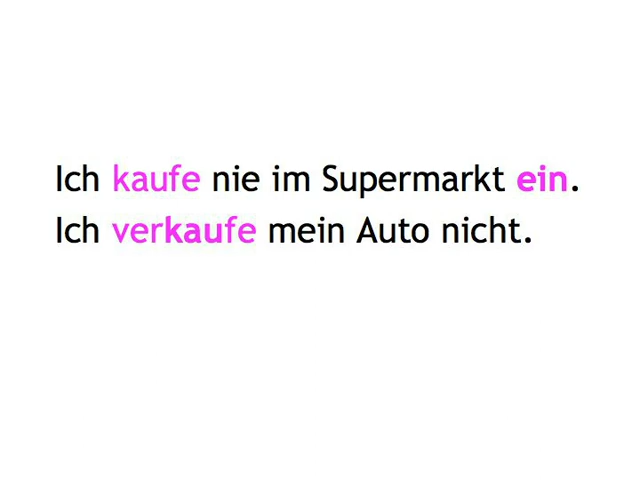 Ich kaufe nie im Supermarkt ein.
Ich verkaufe mein Auto nicht.